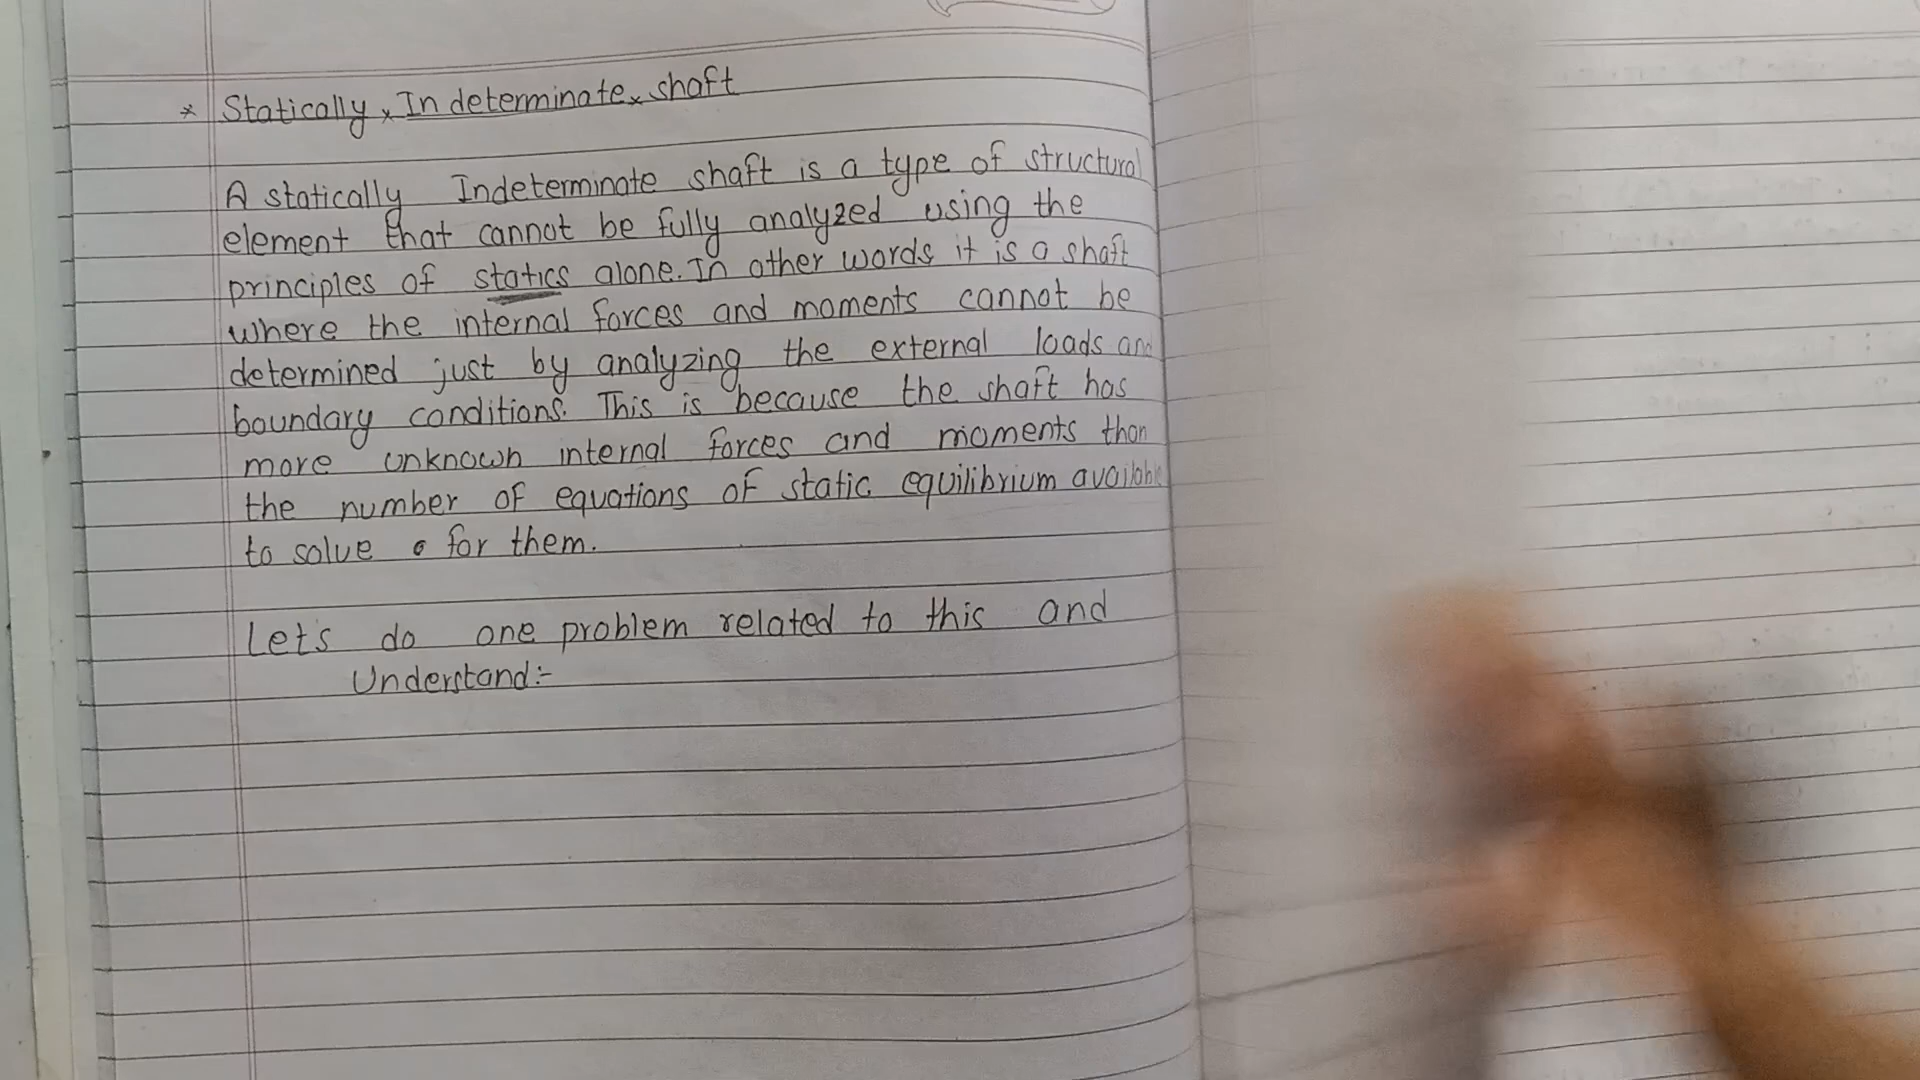 * Statically x Indeterminate x shaft
A statically Indeterminate shaft is a type of structural
element that cannot be fully analyzed using the
principles of statics alone. In other words it is a shaft
where the internal forces and moments cannot be
determined just by analyzing the external loads and
boundary conditions. This is because the shaft has
more unknown internal forces and moments than
the number of equations of static equilibrium available
to solve for them.
Let's do one problem related to this and
Understand:-